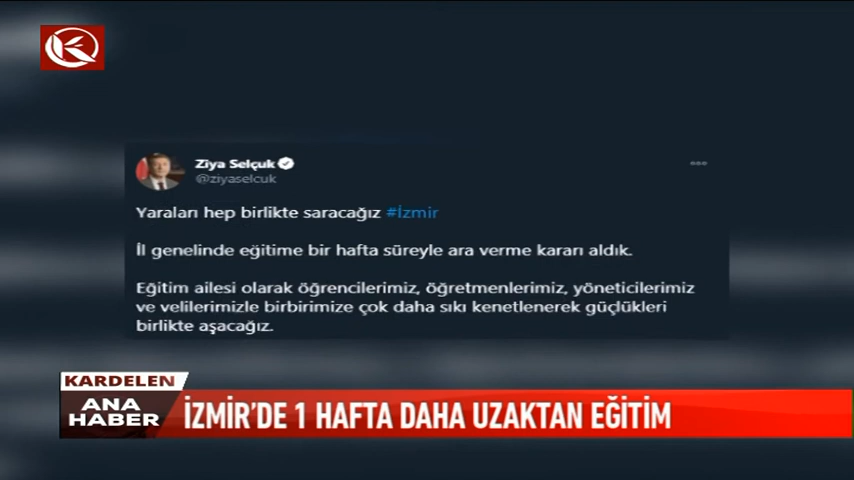 Ziya Selçuk
@ziyaselcuk
Yaraları hep birlikte saracağız #İzmir
İl genelinde eğitime bir hafta süreyle ara verme kararı aldık.
Eğitim ailesi olarak öğrencilerimiz, öğretmenlerimiz, yöneticilerimiz
ve velilerimizle birbirimize çok daha sıkı kenetlenerek güçlükleri
birlikte aşacağız.
KARDELEN
ANA
HABER
İZMİR'DE 1 HAFTA DAHA UZAKTAN EĞİTİM